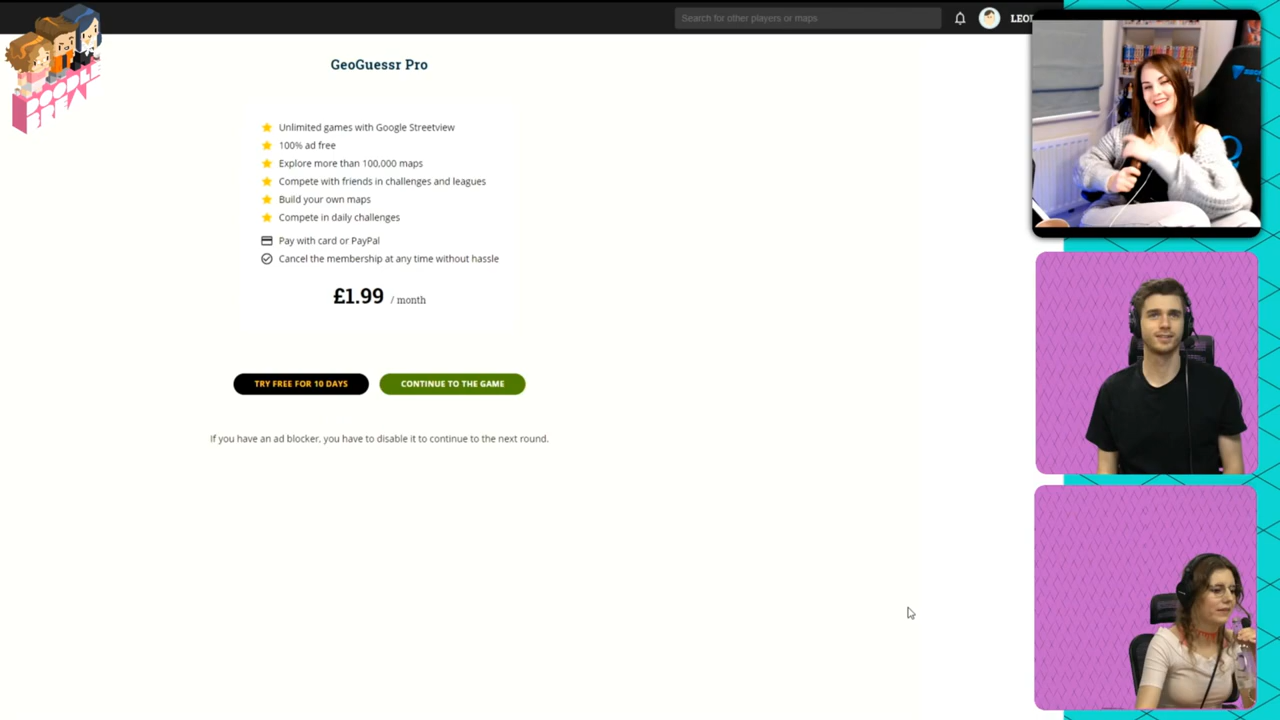 Search for other players or maps
GeoGuessr Pro
Unlimited games with Google Streetview
100% ad free
Explore more than 100,000 maps
Compete with friends in challenges and leagues
Build your own maps
Compete in daily challenges
Pay with card or PayPal
Cancel the membership at any time without hassle
£1.99 / month
TRY FREE FOR 10 DAYS
CONTINUE TO THE GAME
If you have an ad blocker, you have to disable it to continue to the next round.